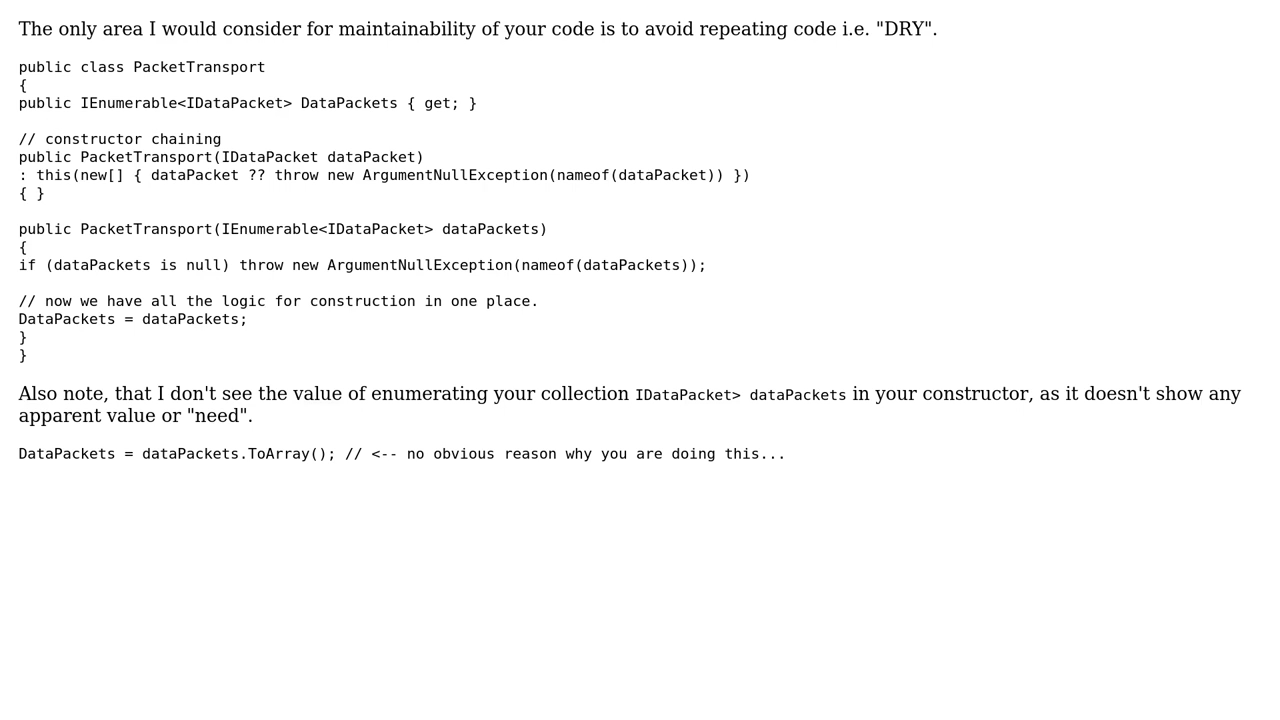 The only area I would consider for maintainability of your code is to avoid repeating code i.e. "DRY".
public class PacketTransport
{
public IEnumerable<IDataPacket> DataPackets { get; }
// constructor chaining
public PacketTransport(IDataPacket dataPacket)
: this(new[] { dataPacket ?? throw new ArgumentNullException(nameof(dataPacket)) })
{ }
public PacketTransport(IEnumerable<IDataPacket> dataPackets)
{
if (dataPackets is null) throw new ArgumentNullException(nameof(dataPackets));
// now we have all the logic for construction in one place.
DataPackets = dataPackets;
}
}
Also note, that I don't see the value of enumerating your collection IDataPacket> dataPackets in your constructor, as it doesn't show any
apparent value or "need".
DataPackets = dataPackets.ToArray(); // <-- no obvious reason why you are doing this...